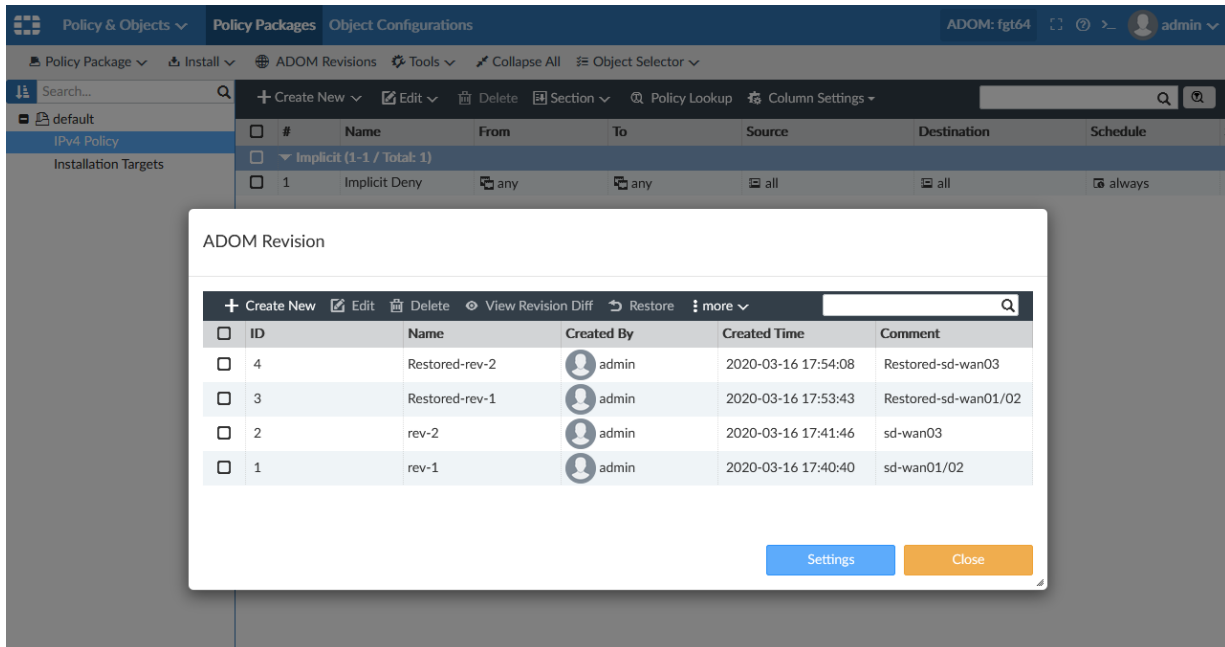 Policy & Objects Policy Packages Object Configurations ADOM: fgt64 admin
Policy Package Install ADOM Revisions Tools Collapse All Object Selector
Search... Create New Edit Delete Section Policy Lookup Column Settings
default
# Name From To Source Destination Schedule
IPv4 Policy
Implicit (1-1 / Total: 1)
Installation Targets
1 Implicit Deny any any all all always
ADOM Revision
Create New Edit Delete View Revision Diff Restore more
ID Name Created By Created Time Comment
4 Restored-rev-2 admin 2020-03-16 17:54:08 Restored-sd-wan03
3 Restored-rev-1 admin 2020-03-16 17:53:43 Restored-sd-wan01/02
2 rev-2 admin 2020-03-16 17:41:46 sd-wan03
1 rev-1 admin 2020-03-16 17:40:40 sd-wan01/02
Settings Close